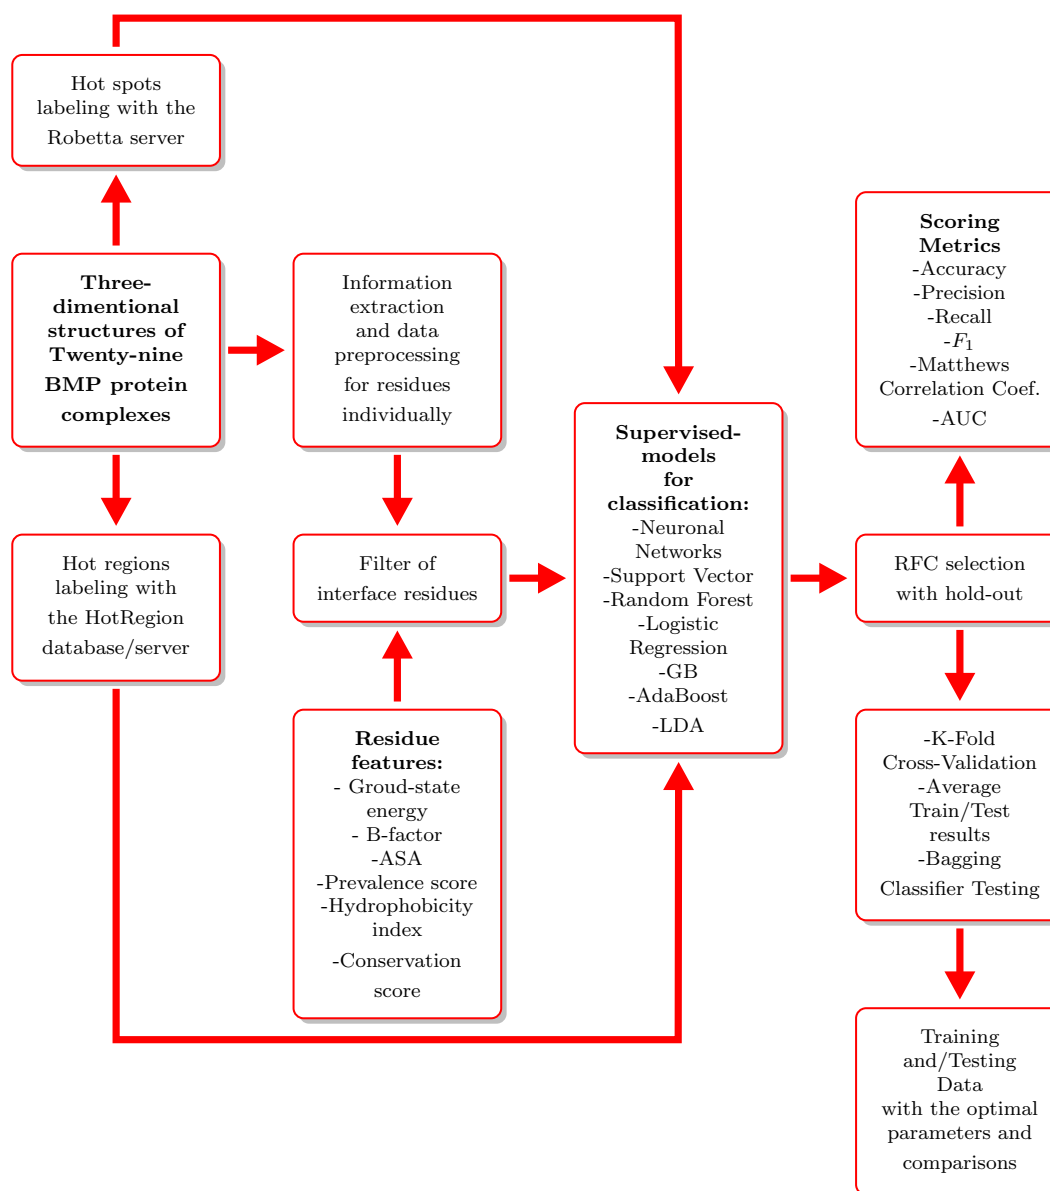 Hot spots
labeling with the
Robetta server
Three-
dimentional
structures of
Twenty-nine
BMP protein
complexes
Information
extraction
and data
preprocessing
for residues
individually
Hot regions
labeling with
the HotRegion
database/server
Filter of
interface residues
Residue
features:
- Groud-state
energy
- B-factor
-ASA
-Prevalence score
-Hydrophobicity
index
-Conservation
score
Supervised-
models
for
classification:
-Neuronal
Networks
-Support Vector
-Random Forest
-Logistic
Regression
-GB
-AdaBoost
-LDA
Scoring
Metrics
-Accuracy
-Precision
-Recall
-F₁
-Matthews
Correlation Coef.
-AUC
RFC selection
with hold-out
-K-Fold
Cross-Validation
-Average
Train/Test
results
-Bagging
Classifier Testing
Training
and/Testing
Data
with the optimal
parameters and
comparisons